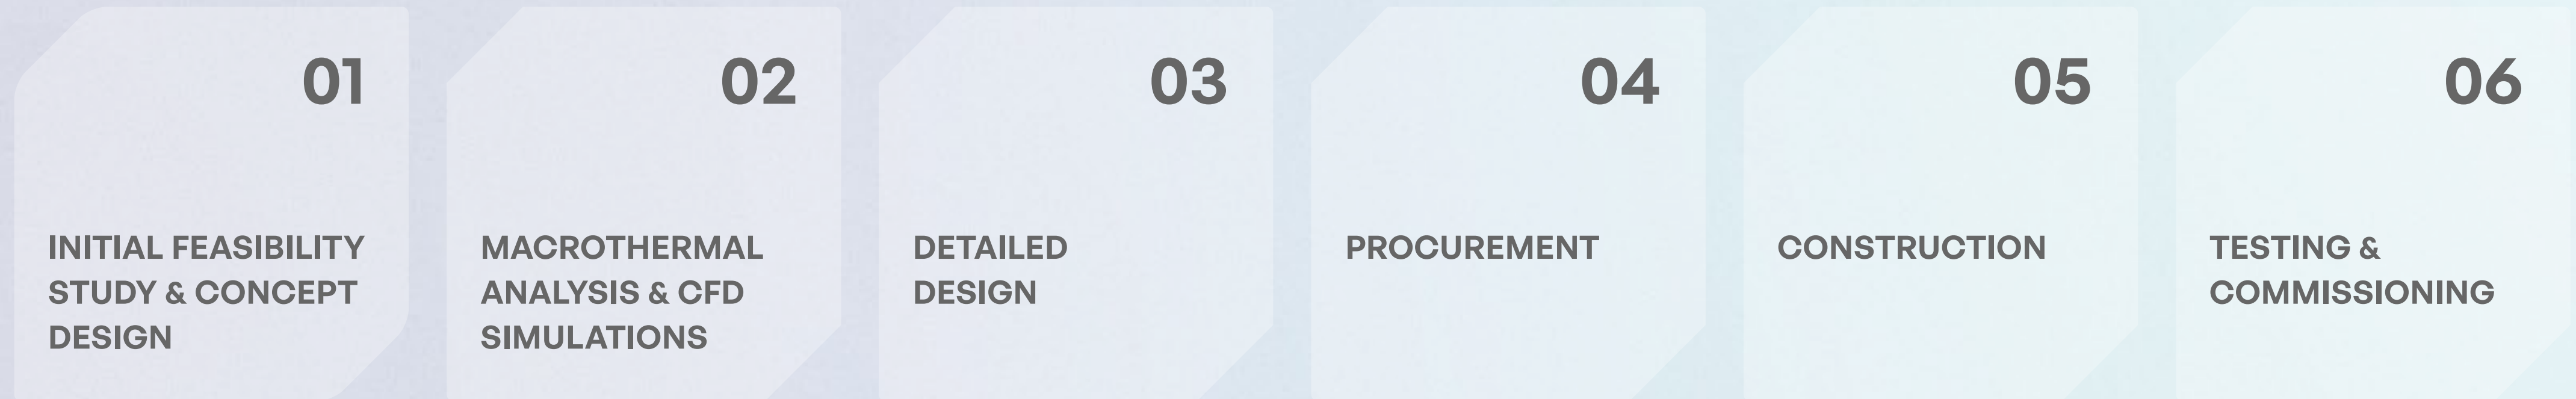 01
INITIAL FEASIBILITY
STUDY & CONCEPT
DESIGN
02
MACROTHERMAL
ANALYSIS & CFD
SIMULATIONS
03
DETAILED
DESIGN
04
PROCUREMENT
05
CONSTRUCTION
06
TESTING &
COMMISSIONING